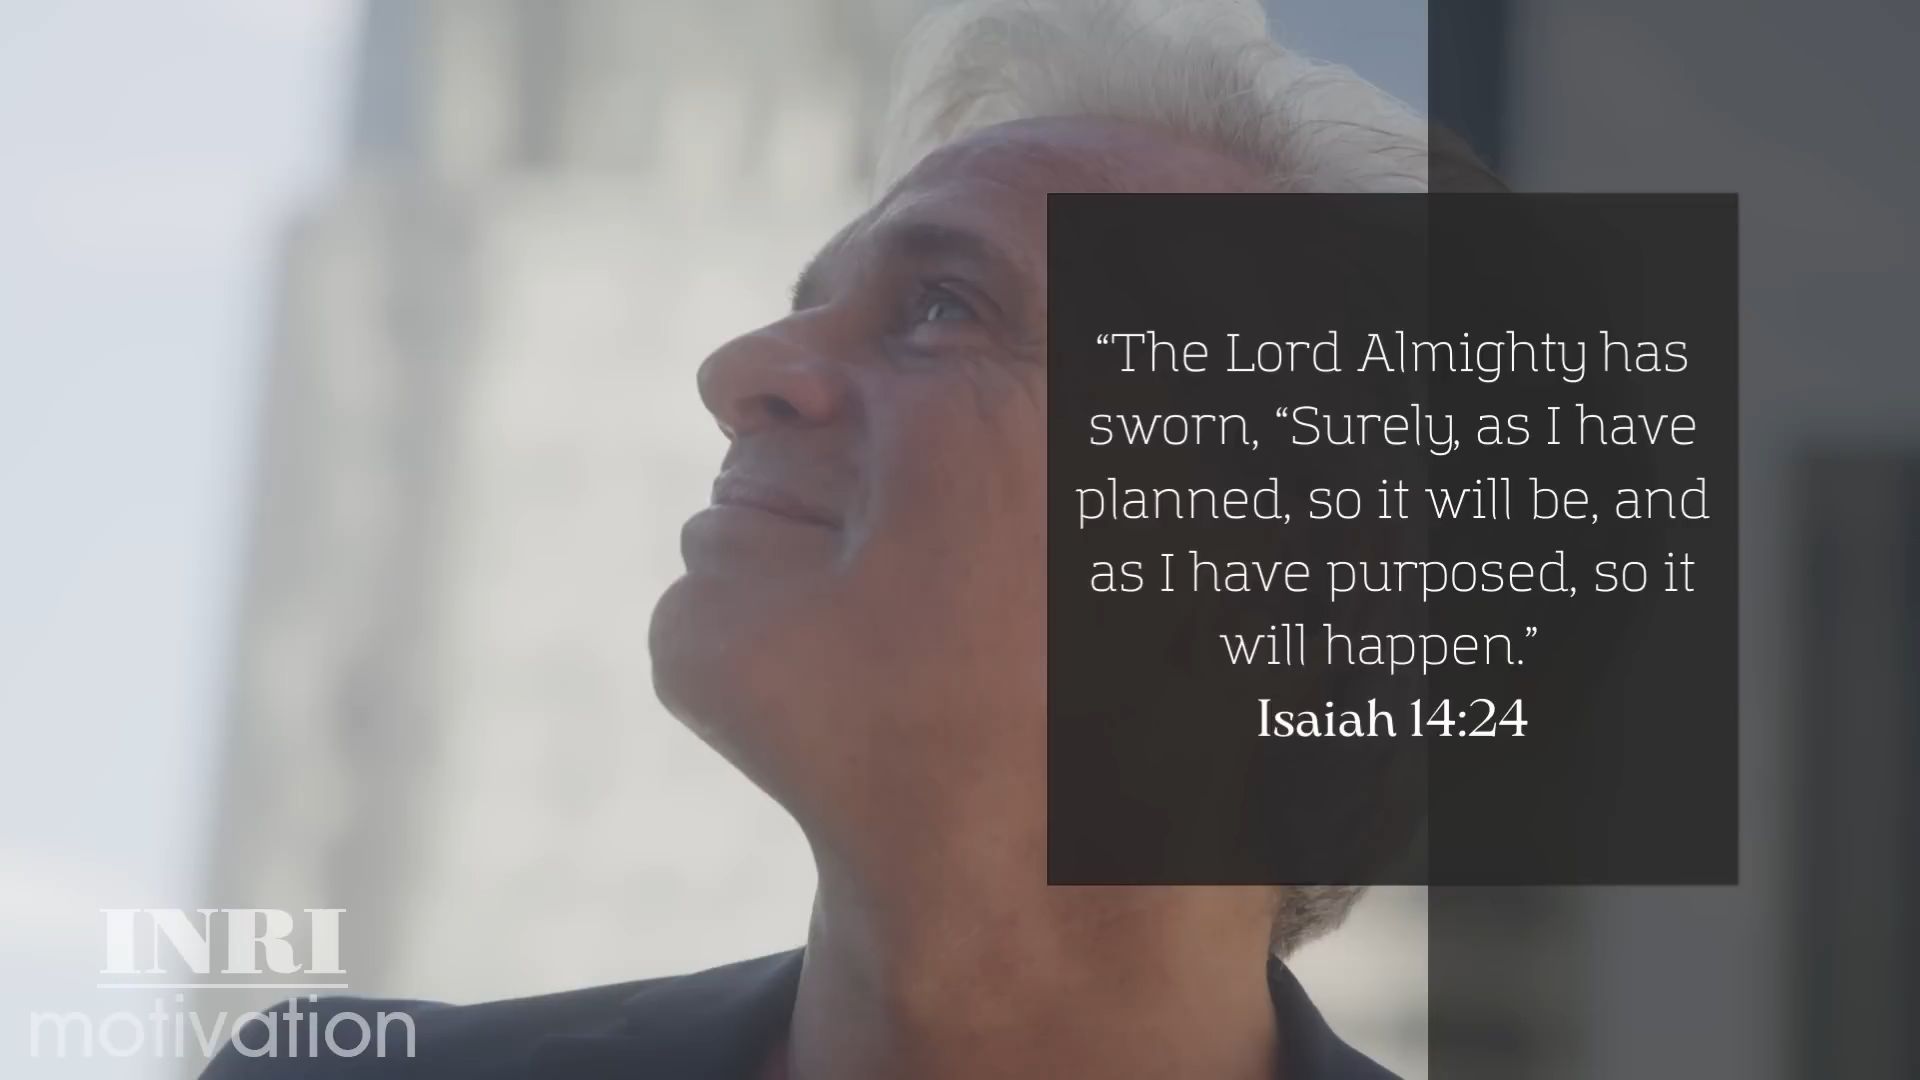 “The Lord Almighty has
sworn, “Surely, as I have
planned, so it will be, and
as I have purposed, so it
will happen.”
Isaiah 14:24
INRI
motivation